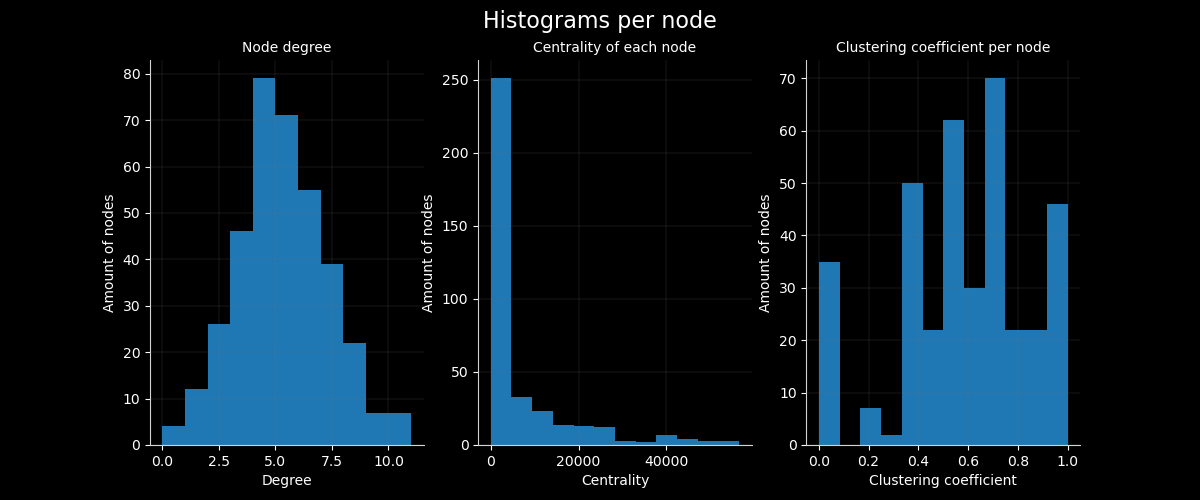 Histograms per node
Node degree
Amount of nodes
80
70
60
50
40
30
20
10
0
0.0 2.5 5.0 7.5 10.0
Degree
Centrality of each node
Amount of nodes
250
200
150
100
50
0
0 20000 40000
Centrality
Clustering coefficient per node
Amount of nodes
70
60
50
40
30
20
10
0
0.0 0.2 0.4 0.6 0.8 1.0
Clustering coefficient